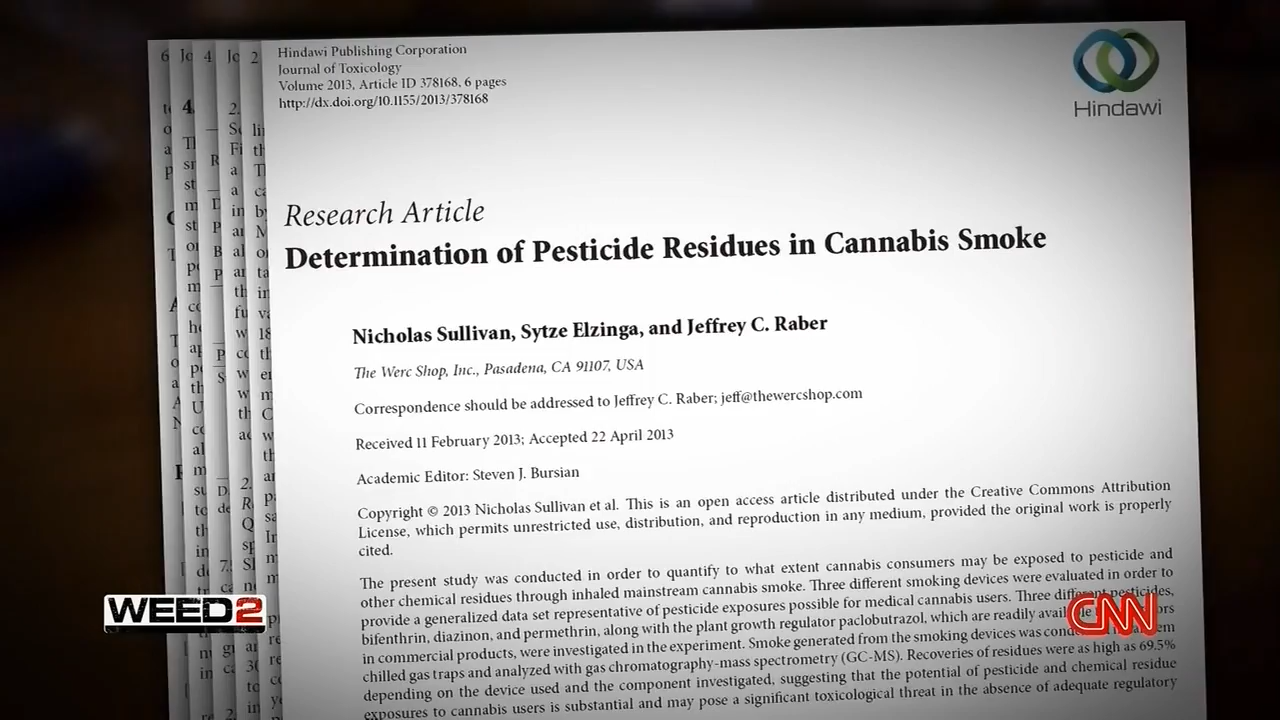 Hindawi Publishing Corporation
Journal of Toxicology
Volume 2013, Article ID 378168, 6 pages
http://dx.doi.org/10.1155/2013/378168
Hindawi
Research Article
Determination of Pesticide Residues in Cannabis Smoke
Nicholas Sullivan, Sytze Elzinga, and Jeffrey C. Raber
The Werc Shop, Inc., Pasadena, CA 91107, USA
Correspondence should be addressed to Jeffrey C. Raber; jeff@thewercshop.com
Received 11 February 2013; Accepted 22 April 2013
Academic Editor: Steven J. Bursian
Copyright © 2013 Nicholas Sullivan et al. This is an open access article distributed under the Creative Commons Attribution
License, which permits unrestricted use, distribution, and reproduction in any medium, provided the original work is properly
cited.
The present study was conducted in order to quantify to what extent cannabis consumers may be exposed to pesticide and
other chemical residues through inhaled mainstream cannabis smoke. Three different smoking devices were evaluated in order to
provide a generalized data set representative of pesticide exposures possible for medical cannabis users. Three different pesticides,
bifenthrin, diazinon, and permethrin, along with the plant growth regulator paclobutrazol, which are readily
in commercial products, were investigated in the experiment. Smoke generated from the smoking devices was
chilled gas traps and analyzed with gas chromatography-mass spectrometry (GC-MS). Recoveries of residues were as high as 69.5%
depending on the device used and the component investigated, suggesting that the potential of pesticide and chemical residue
exposures to cannabis users is substantial and may pose a significant toxicological threat in the absence of adequate regulatory
WEED2
CNN